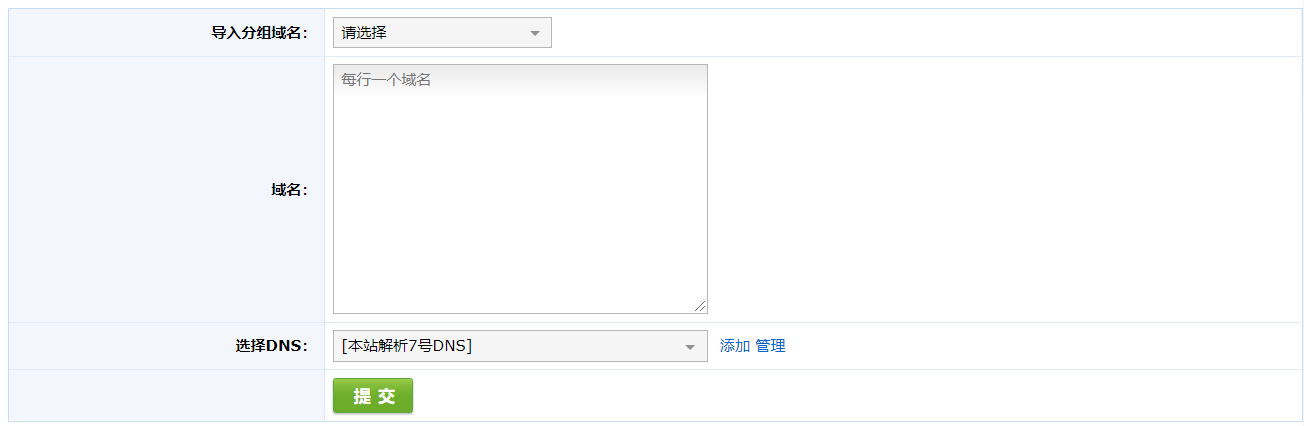 导入分组域名：
请选择
每行一个域名
域名：
选择DNS：
[本站解析7号DNS]
添加 管理
提 交